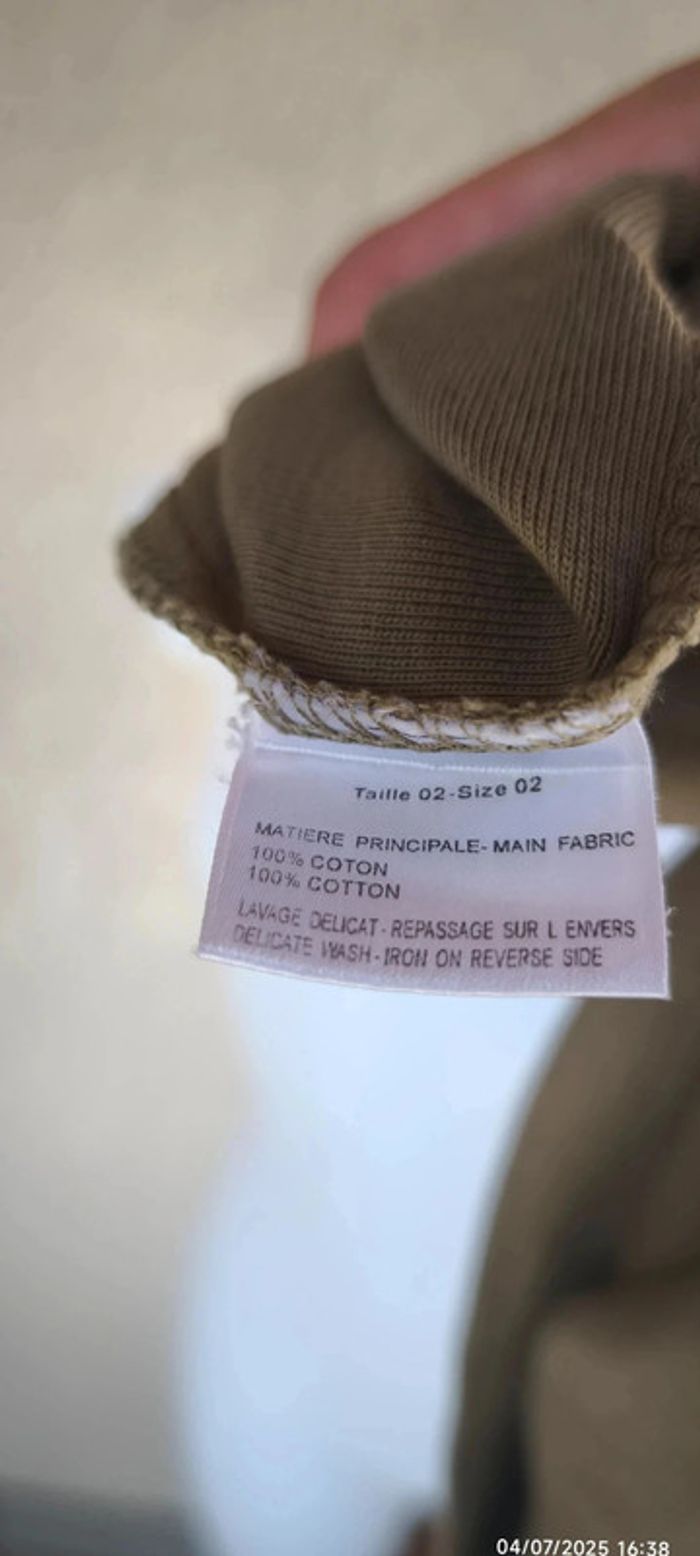 Taille 02-Size 02
MATIERE PRINCIPALE-MAIN FABRIC
100% COTON
100% COTTON
LAVAGE DELICAT-REPASSAGE SUR L ENVERS
DELICATE WASH-IRON ON REVERSE SIDE
04/07/2025 16:38